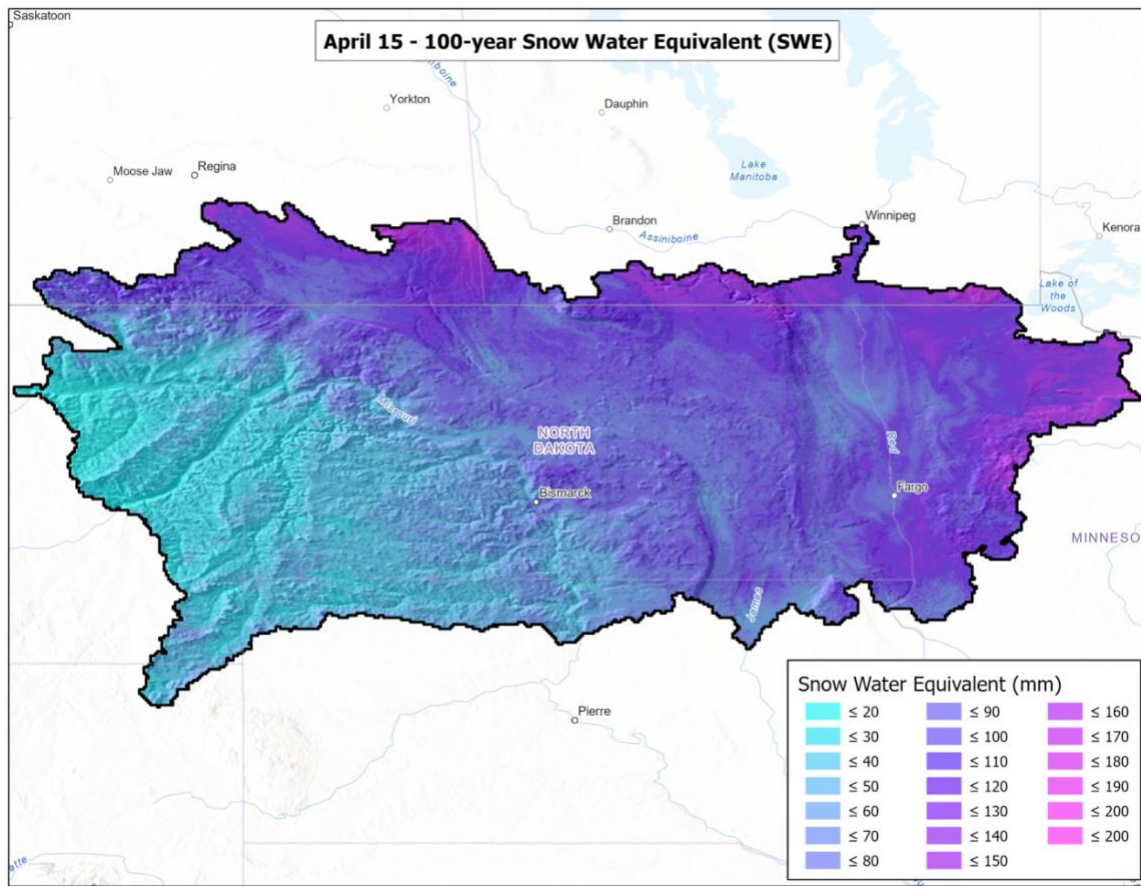 Saskatoon
April 15 - 100-year Snow Water Equivalent (SWE)
Yorkton
Dauphin
Moose Jaw
Regina
Lake
Manitoba
Brandon
Winnipeg
Assiniboine
Kenora
Lake of
the
Woods
Missouri
NORTH
DAKOTA
Red
Bismarck
Fargo
MINNESO
James
Pierre
Snow Water Equivalent (mm)
≤ 20
≤ 30
≤ 40
≤ 50
≤ 60
≤ 70
≤ 80
≤ 90
≤ 100
≤ 110
≤ 120
≤ 130
≤ 140
≤ 150
≤ 160
≤ 170
≤ 180
≤ 190
≤ 200
≤ 200
atte